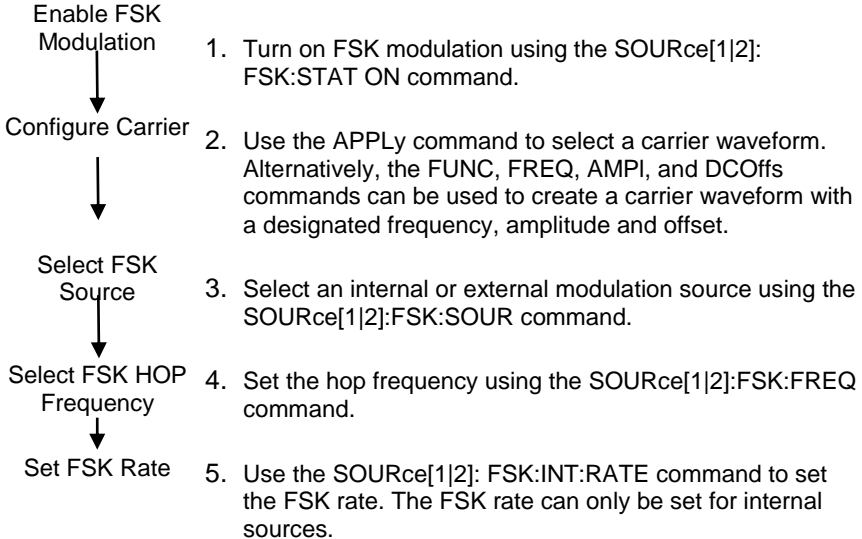 Enable FSK
Modulation
1. Turn on FSK modulation using the SOURce[1|2]:
FSK:STAT ON command.
Configure Carrier
2. Use the APPLy command to select a carrier waveform.
Alternatively, the FUNC, FREQ, AMPl, and DCOffs
commands can be used to create a carrier waveform with
a designated frequency, amplitude and offset.
Select FSK
Source
3. Select an internal or external modulation source using the
SOURce[1|2]:FSK:SOUR command.
Select FSK HOP
Frequency
4. Set the hop frequency using the SOURce[1|2]:FSK:FREQ
command.
Set FSK Rate
5. Use the SOURce[1|2]: FSK:INT:RATE command to set
the FSK rate. The FSK rate can only be set for internal
sources.